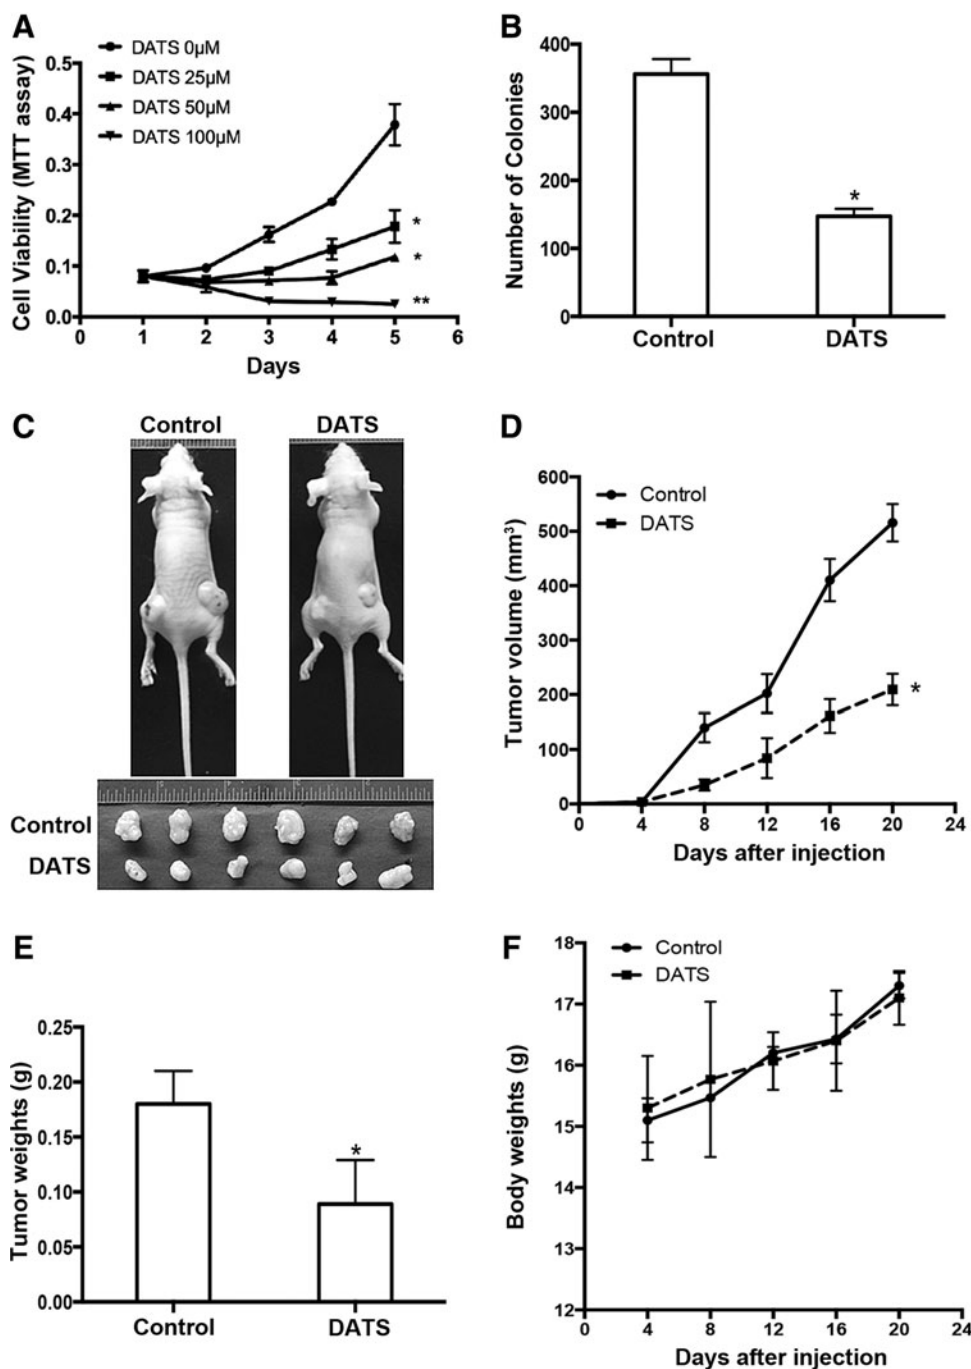 A
DATS 0µM
DATS 25µM
DATS 50µM
DATS 100µM
Cell Viability (MTT assay)
0.5
0.4
0.3
0.2
0.1
0.0
*
*
**
0 1 2 3 4 5 6
Days
B
Number of Colonies
400
300
200
100
0
*
Control DATS
C
Control DATS
Control
DATS
D
Control
DATS
Tumor volume (mm³)
600
500
400
300
200
100
0
*
0 4 8 12 16 20 24
Days after injection
E
Tumor weights (g)
0.25
0.20
0.15
0.10
0.05
0.00
*
Control DATS
F
Control
DATS
Body weights (g)
18
17
16
15
14
13
12
0 4 8 12 16 20 24
Days after injection